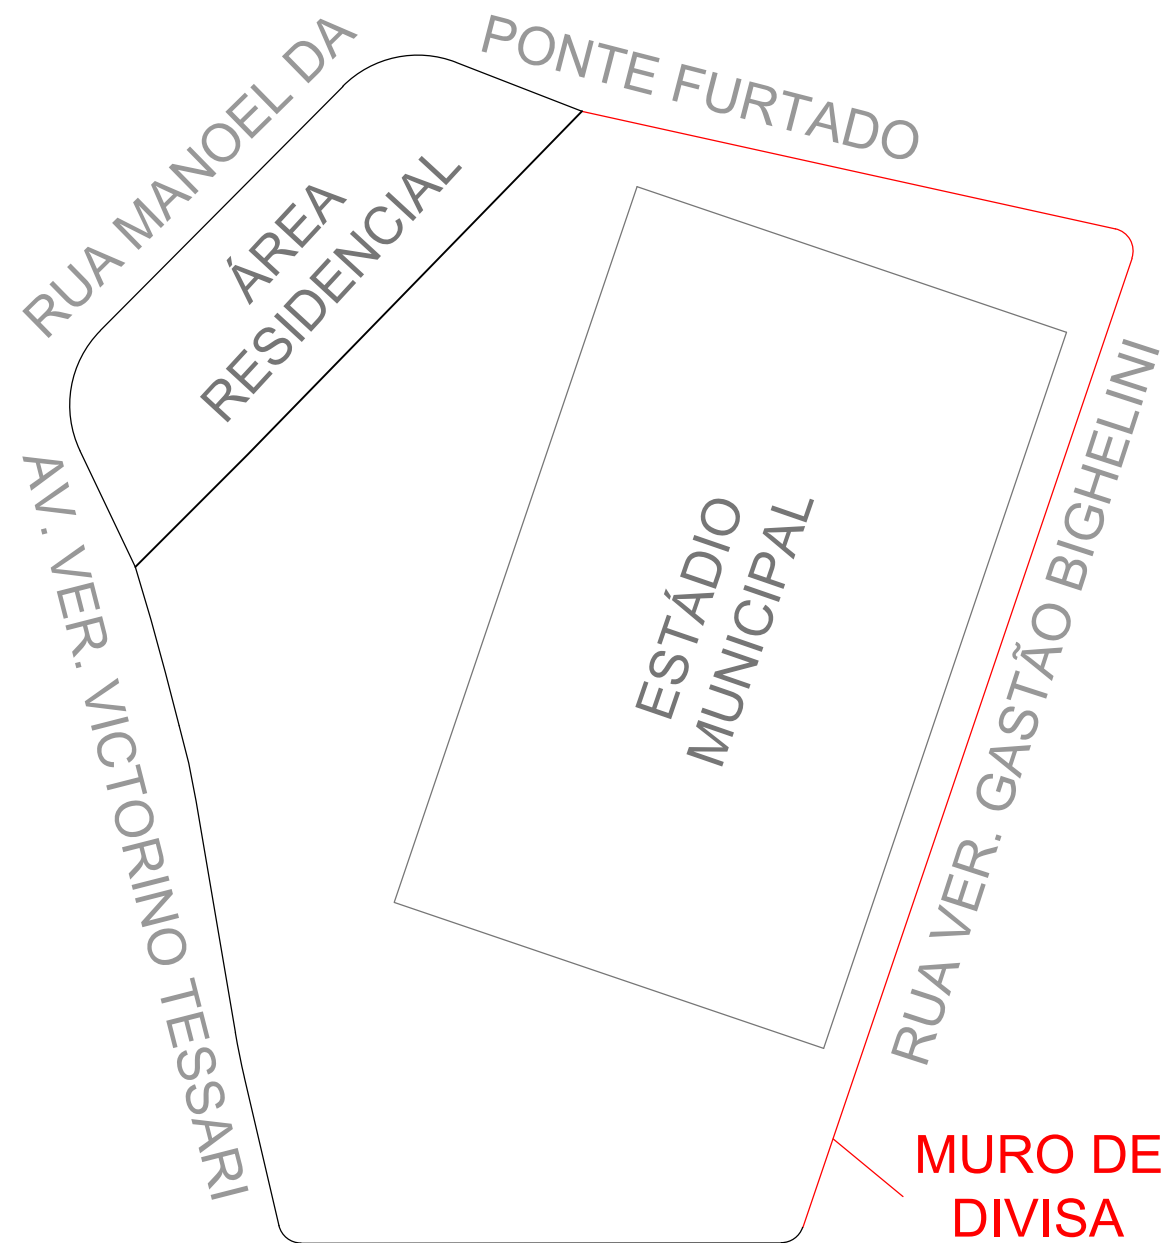 RUA MANOEL DA
PONTE FURTADO
ÁREA
RESIDENCIAL
RUA VER. GASTÃO BIGHELINI
AV. VER. VICTORINO TESSARI
ESTÁDIO
MUNICIPAL
MURO DE
DIVISA